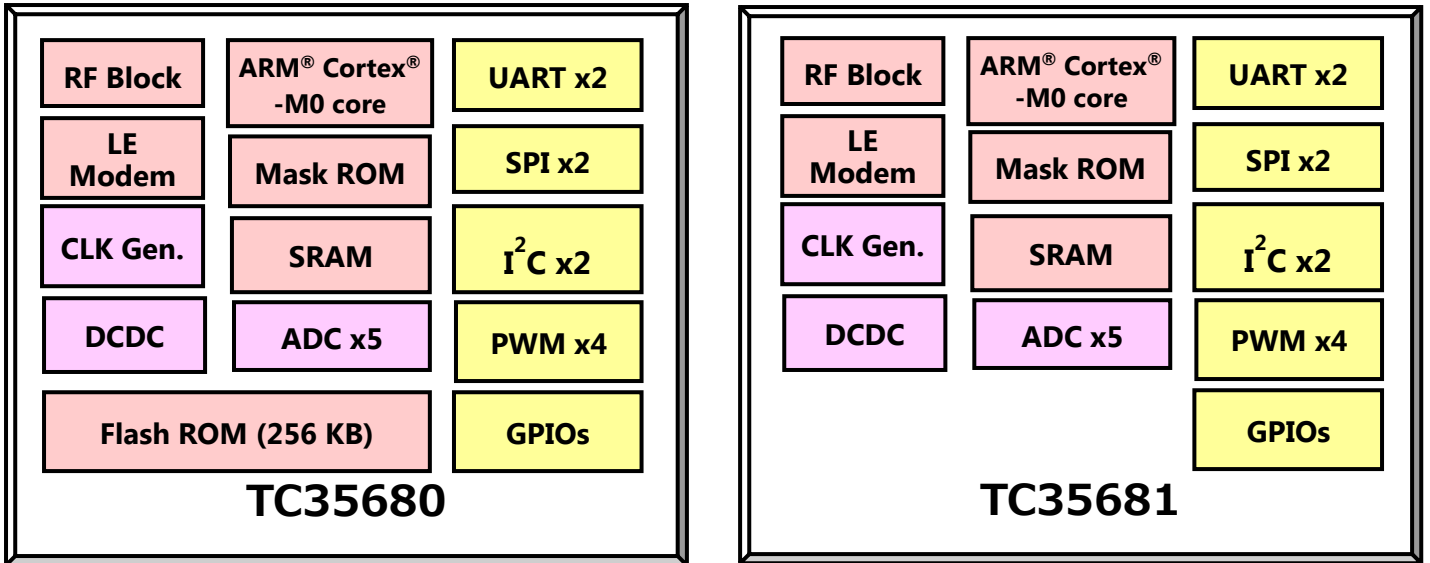 RF Block
ARM® Cortex®
-M0 core
UART x2
LE
Modem
Mask ROM
SPI x2
CLK Gen.
SRAM
I²C x2
DCDC
ADC x5
PWM x4
Flash ROM (256 KB)
GPIOs
TC35680
RF Block
ARM® Cortex®
-M0 core
UART x2
LE
Modem
Mask ROM
SPI x2
CLK Gen.
SRAM
I²C x2
DCDC
ADC x5
PWM x4
GPIOs
TC35681